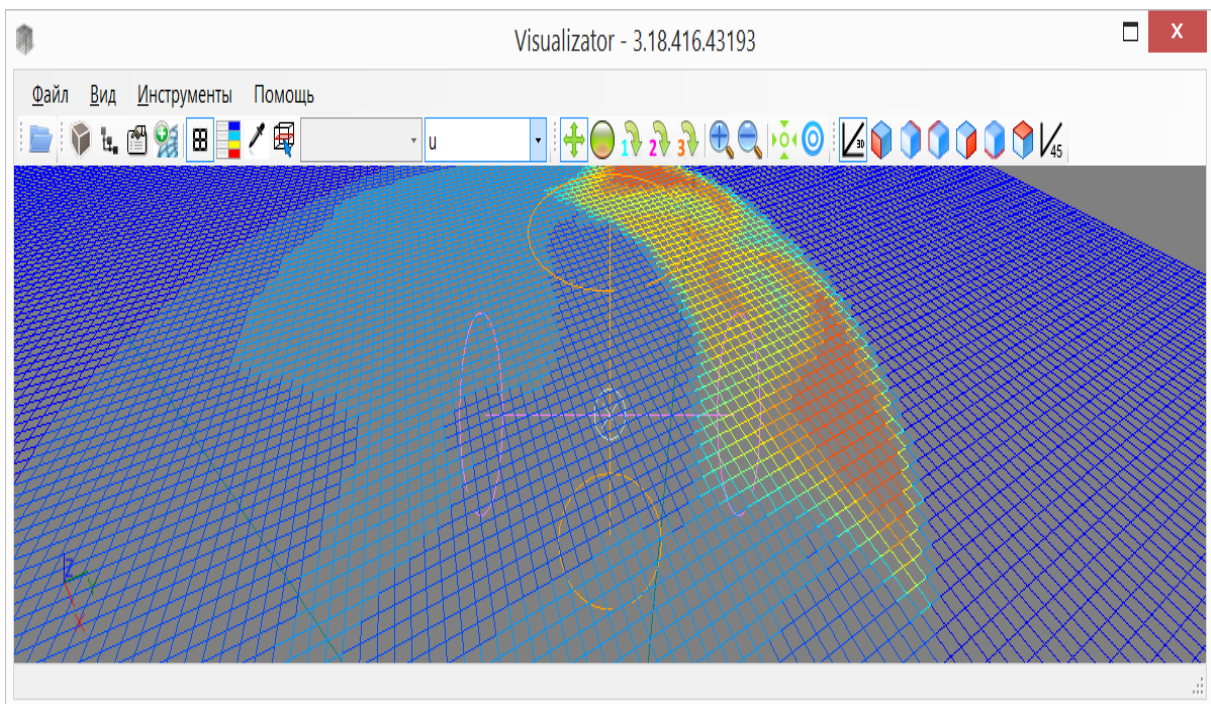 Visualizator - 3.18.416.43193
X
Файл Вид Инструменты Помощь
u 1 2 3 3D 45
Z
Y
X